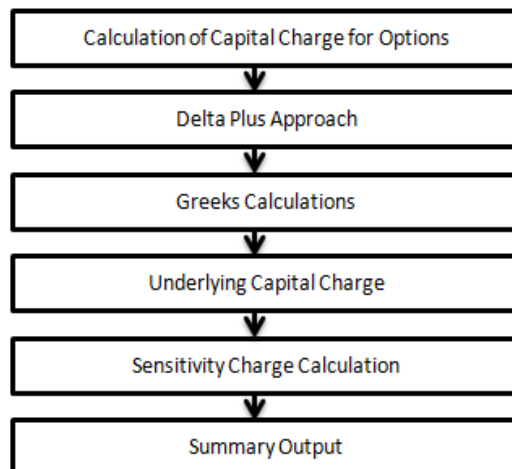 Calculation of Capital Charge for Options
Delta Plus Approach
Greeks Calculations
Underlying Capital Charge
Sensitivity Charge Calculation
Summary Output